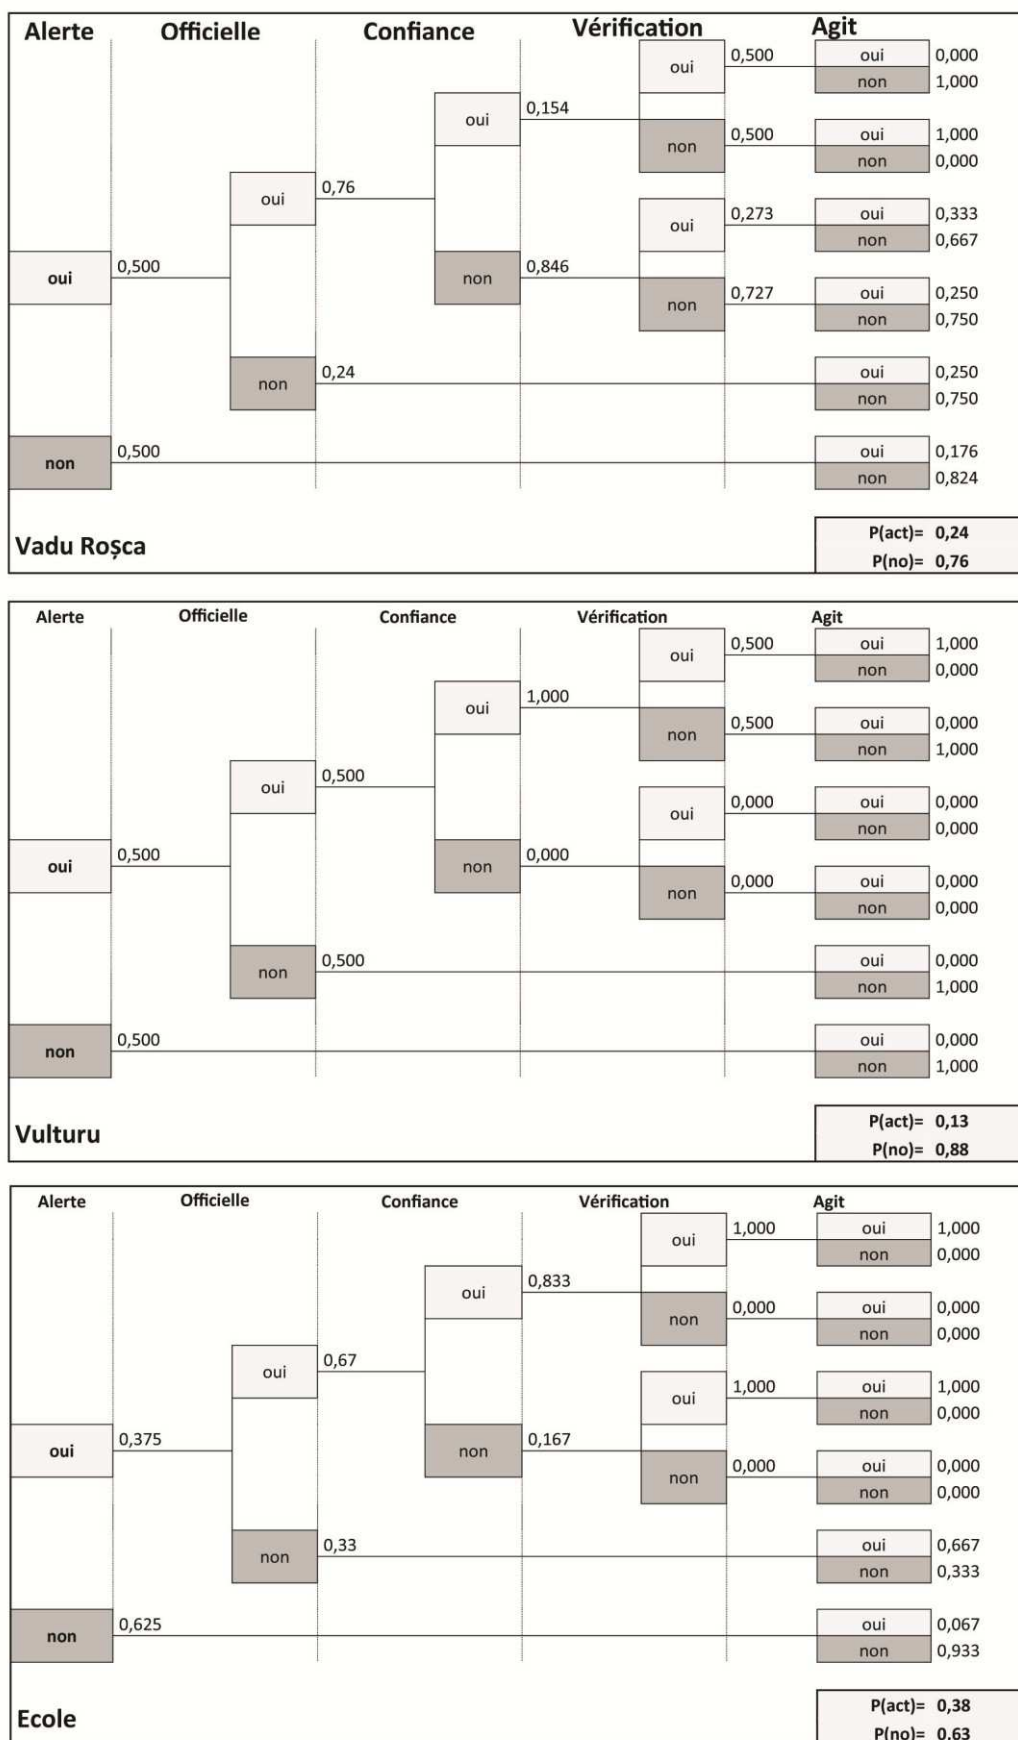 Alerte Officielle Confiance Vérification Agit
oui 0,500 oui 0,000
non 1,000
oui 0,154
non 0,500 oui 1,000
non 0,000
oui 0,76
oui 0,273 oui 0,333
non 0,667
oui 0,500
non 0,846
non 0,727 oui 0,250
non 0,750
non 0,24 oui 0,250
non 0,750
non 0,500 oui 0,176
non 0,824
Vadu Roșca
P(act)= 0,24
P(no)= 0,76
Alerte Officielle Confiance Vérification Agit
oui 0,500 oui 1,000
non 0,000
oui 1,000
non 0,500 oui 0,000
non 1,000
oui 0,500
oui 0,000 oui 0,000
non 0,000
oui 0,500
non 0,000
non 0,000 oui 0,000
non 0,000
non 0,500 oui 0,000
non 1,000
non 0,500 oui 0,000
non 1,000
Vulturu
P(act)= 0,13
P(no)= 0,88
Alerte Officielle Confiance Vérification Agit
oui 1,000 oui 1,000
non 0,000
oui 0,833
non 0,000 oui 0,000
non 0,000
oui 0,67
oui 1,000 oui 1,000
non 0,000
oui 0,375
non 0,167
non 0,000 oui 0,000
non 0,000
non 0,33 oui 0,667
non 0,333
non 0,625 oui 0,067
non 0,933
Ecole
P(act)= 0,38
P(no)= 0,63